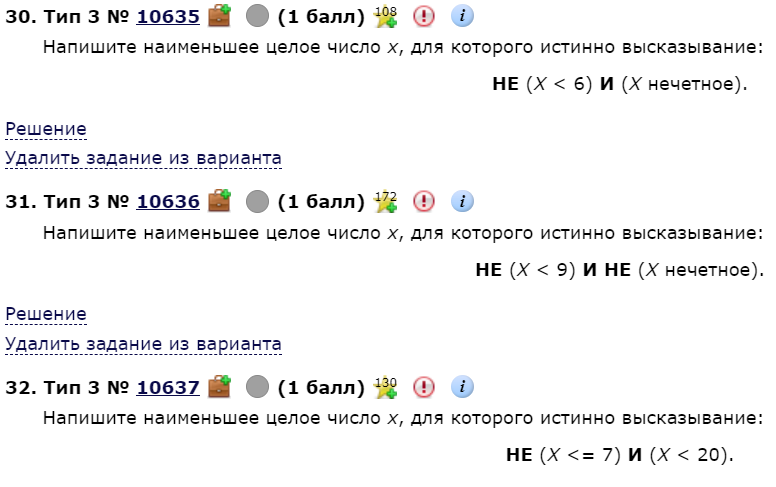 30. Тип 3 № 10635 (1 балл) 108 i
Напишите наименьшее целое число x, для которого истинно высказывание:
НЕ (X < 6) И (X нечетное).
Решение
Удалить задание из варианта
31. Тип 3 № 10636 (1 балл) 172 i
Напишите наименьшее целое число x, для которого истинно высказывание:
НЕ (X < 9) И НЕ (X нечетное).
Решение
Удалить задание из варианта
32. Тип 3 № 10637 (1 балл) 130 i
Напишите наименьшее целое число x, для которого истинно высказывание:
НЕ (X <= 7) И (X < 20).